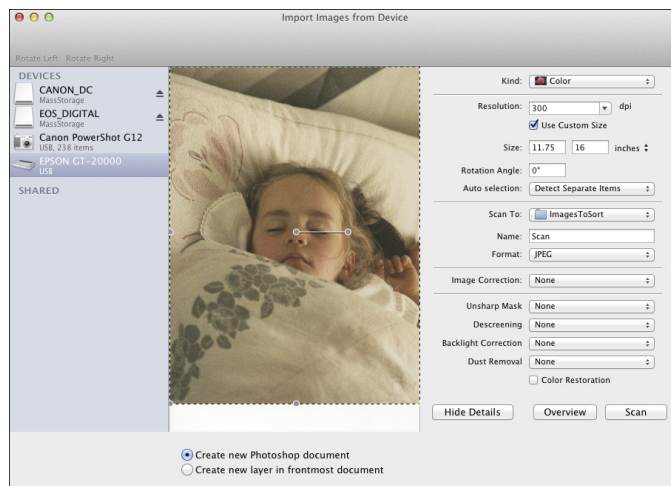 Import Images from Device
Rotate Left Rotate Right
DEVICES
CANON_DC
MassStorage
EOS_DIGITAL
MassStorage
Canon PowerShot G12
USB, 238 items
EPSON GT-20000
USB
SHARED
Kind: Color
Resolution: 300 dpi
Use Custom Size
Size: 11.75 16 inches
Rotation Angle: 0°
Auto selection: Detect Separate Items
Scan To: ImagesToSort
Name: Scan
Format: JPEG
Image Correction: None
Unsharp Mask None
Descreening None
Backlight Correction None
Dust Removal None
Color Restoration
Hide Details Overview Scan
Create new Photoshop document
Create new layer in frontmost document